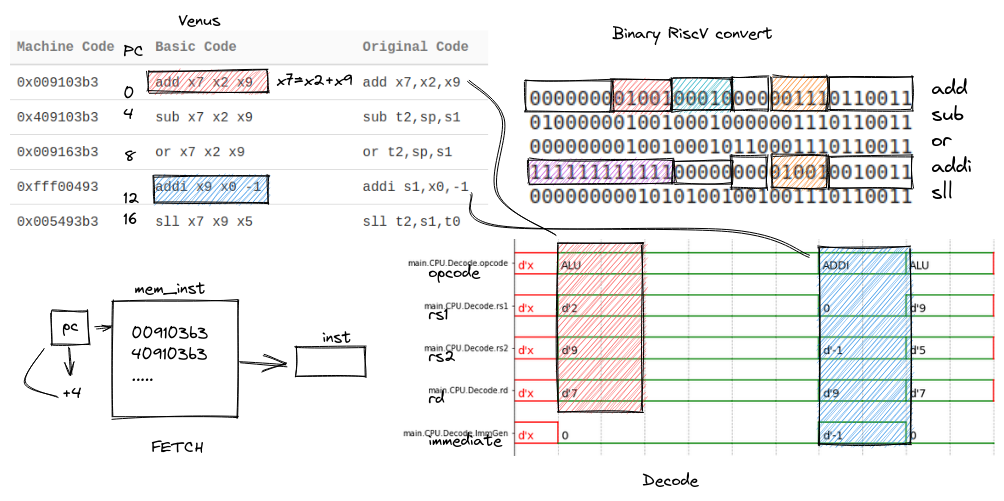 Venus
Machine Code PC Basic Code Original Code
0x009103b3 0 add x7 x2 x9 x7=x2+x9 add x7,x2,x9
0x409103b3 4 sub x7 x2 x9 sub t2,sp,s1
0x009163b3 8 or x7 x2 x9 or t2,sp,s1
0xfff00493 12 addi x9 x0 -1 addi s1,x0,-1
0x005493b3 16 sll x7 x9 x5 sll t2,s1,t0
Binary RiscV convert
00000000100100010000001110110011 add
01000000100100010000001110110011 sub
00000000100100010110001110110011 or
11111111111100000000010010010011 addi
00000000010101001001001110110011 sll
mem_inst
pc
00910363
40910363
.....
+4
inst
FETCH
main.CPU.Decode.opcode d'x ALU ADDI ALU
opcode
main.CPU.Decode.rs1 d'x d'2 0 d'9
rs1
main.CPU.Decode.rs2 d'x d'9 d'-1 d'5
rs2
main.CPU.Decode.rd d'x d'7 d'9 d'7
rd
main.CPU.Decode.ImmGen d'x 0 d'-1 0
immediate
Decode